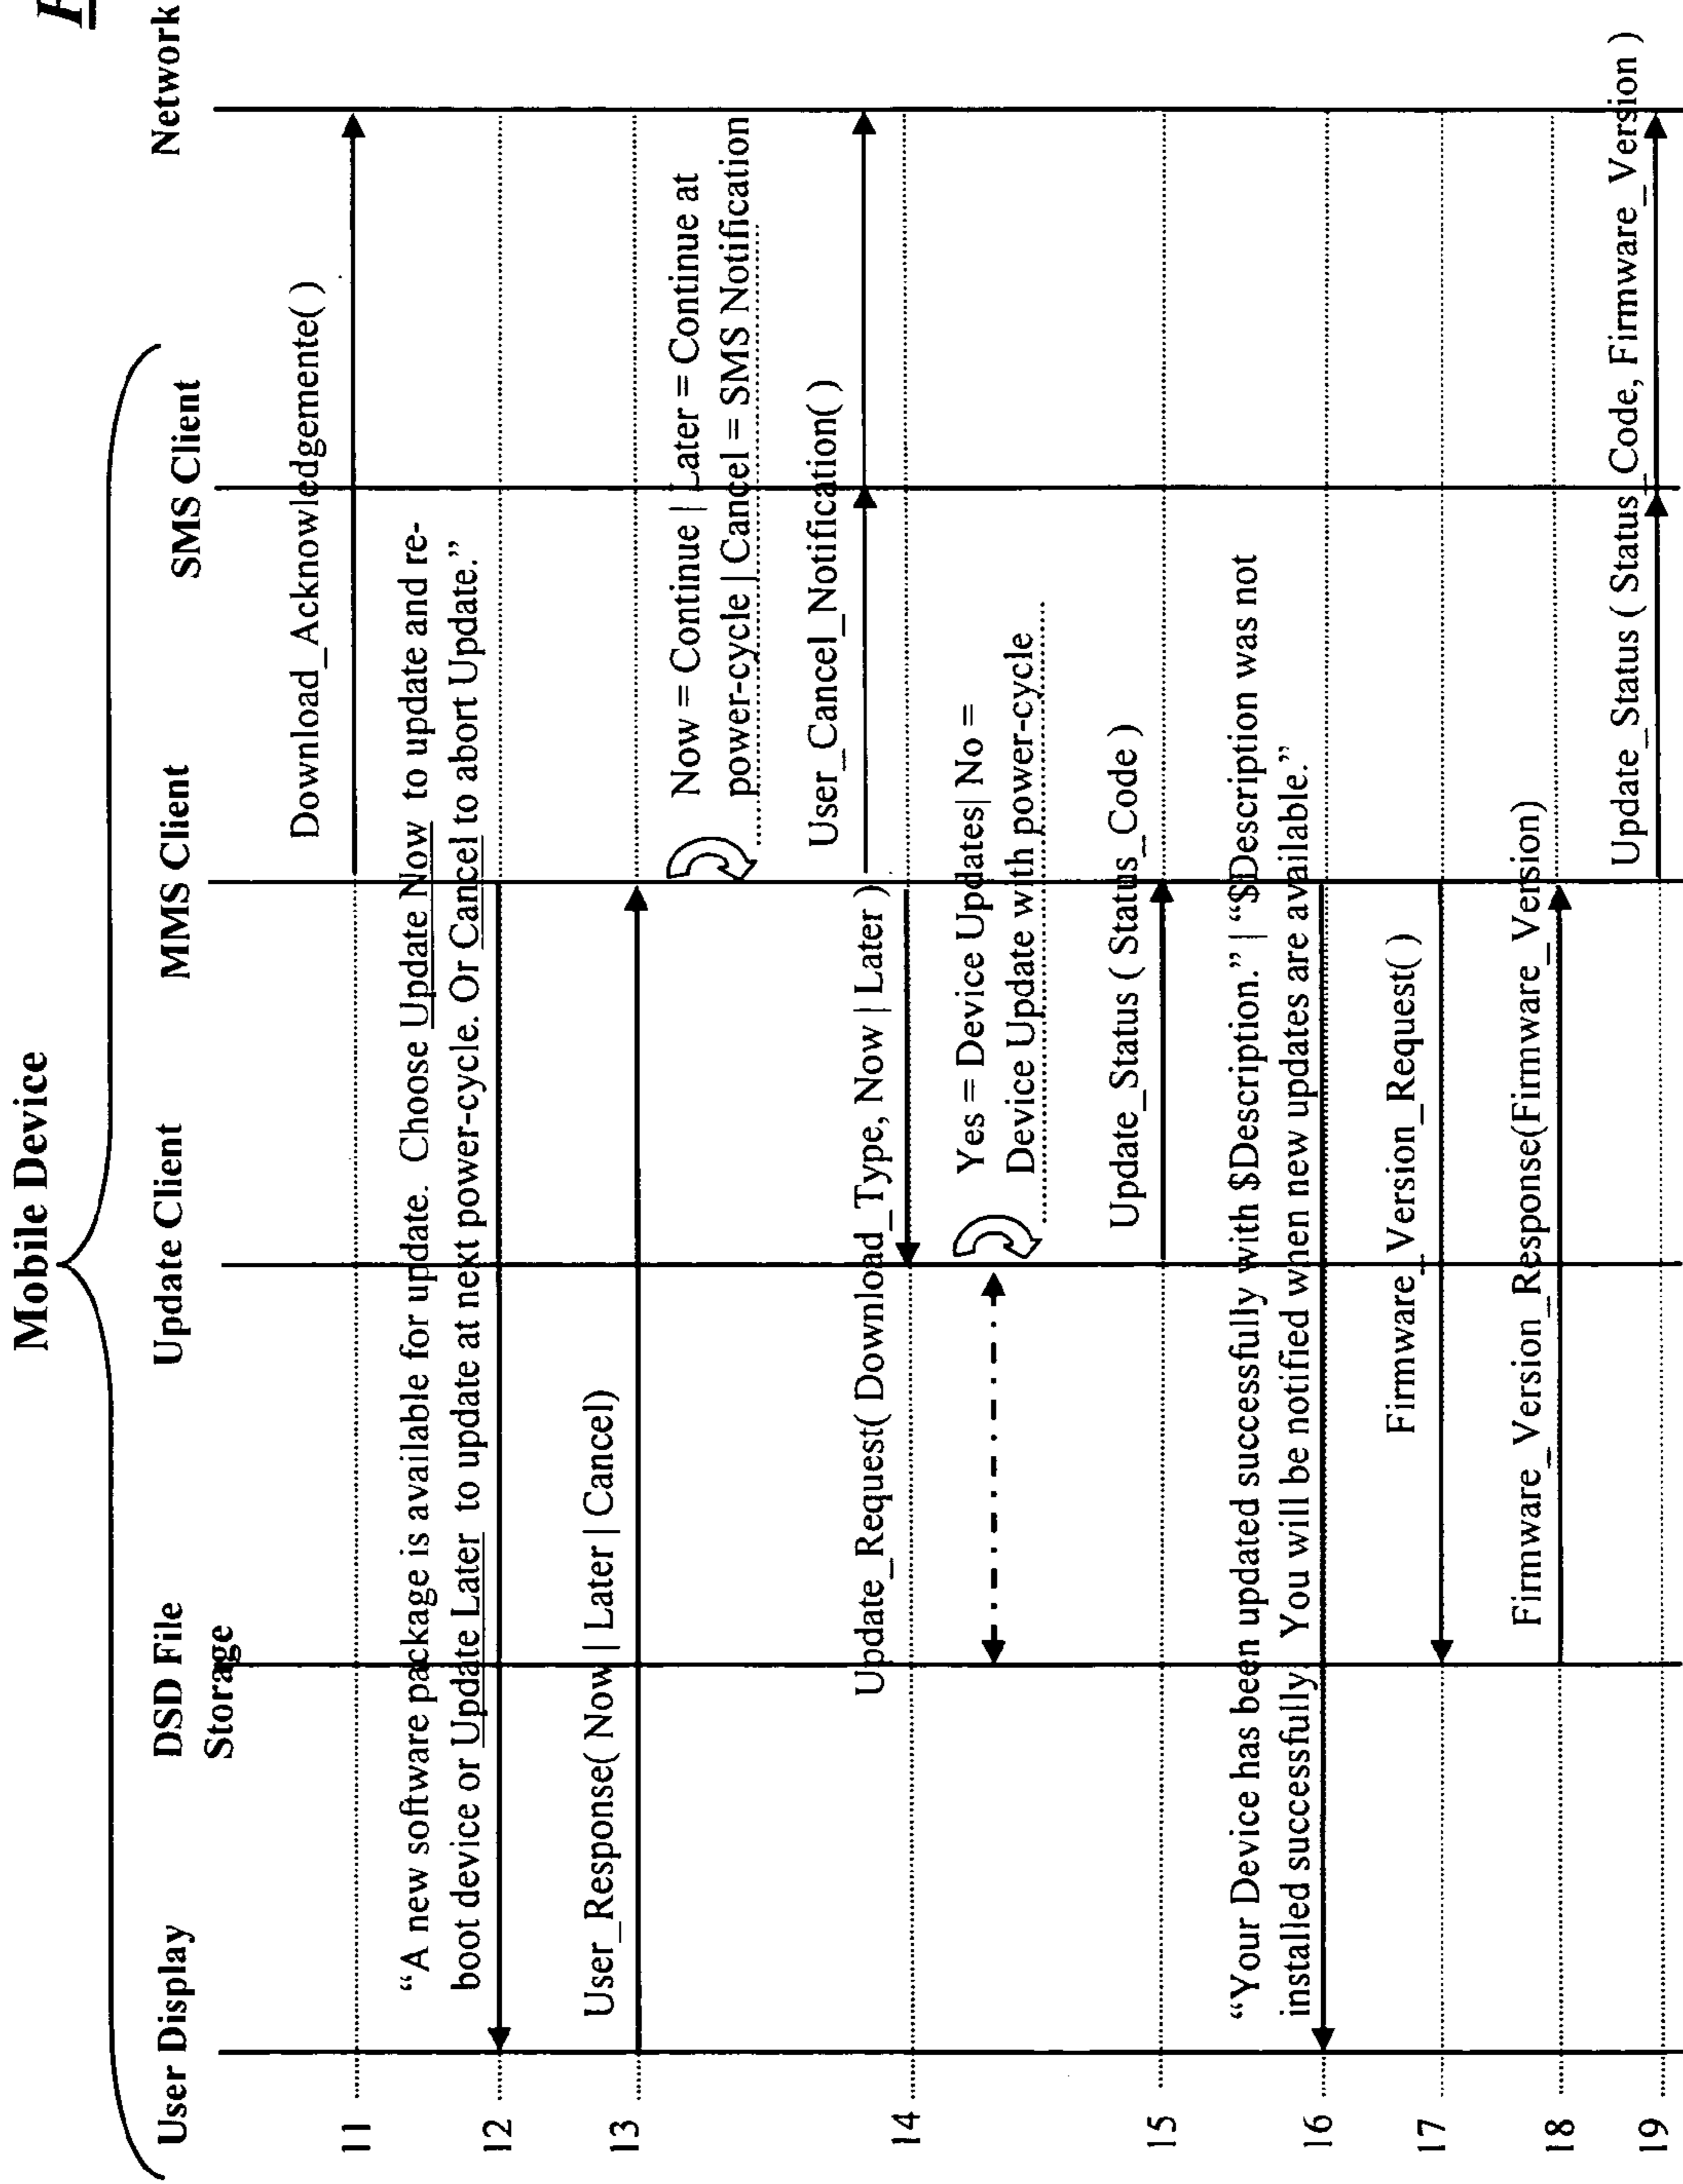 F
Mobile Device
User Display
DSD File
Storage
Update Client
MMS Client
SMS Client
Network
11
Download_Acknowledgemente( )
“A new software package is available for update. Choose Update Now to update and re-
boot device or Update Later to update at next power-cycle. Or Cancel to abort Update.”
12
User_Response( Now | Later | Cancel)
13
Now = Continue | Later = Continue at
power-cycle | Cancel = SMS Notification
User_Cancel_Notification( )
Update_Request( Download_Type, Now | Later )
14
Yes = Device Updates| No =
Device Update with power-cycle
Update_Status ( Status_Code )
15
“Your Device has been updated successfully with $Description.” | “$Description was not
installed successfully You will be notified when new updates are available.”
16
Firmware_Version_Request( )
17
Firmware_Version_Response(Firmware_Version)
18
Update_Status ( Status_Code, Firmware_Version )
19